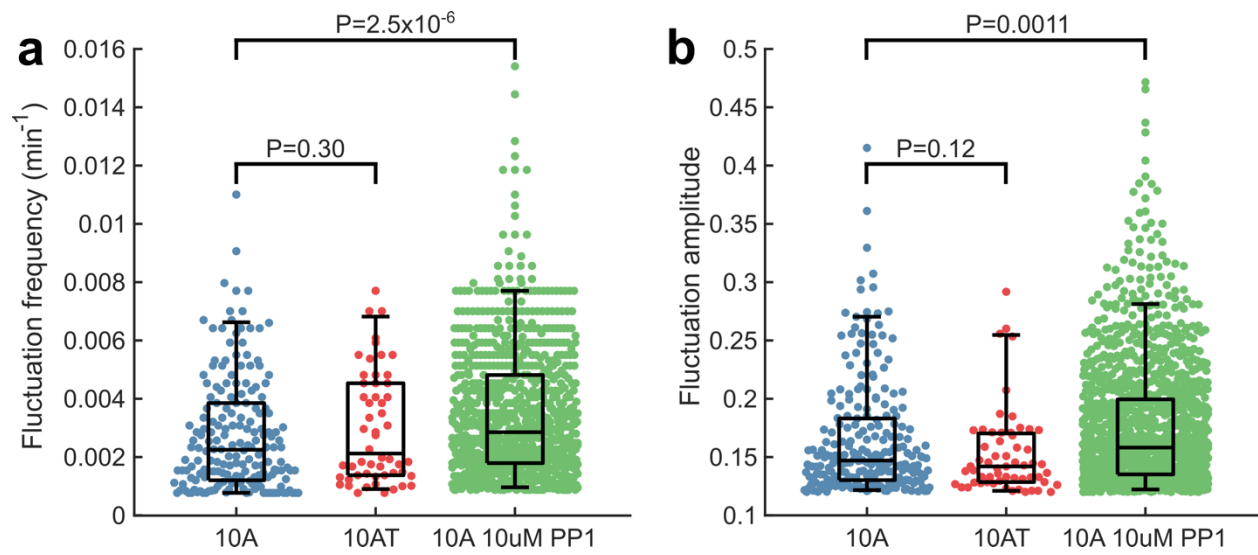 a
P=2.5x10⁻⁶
P=0.30
Fluctuation frequency (min⁻¹)
0.016
0.014
0.012
0.01
0.008
0.006
0.004
0.002
0
10A
10AT
10A 10uM PP1
b
P=0.0011
P=0.12
Fluctuation amplitude
0.5
0.45
0.4
0.35
0.3
0.25
0.2
0.15
0.1
10A
10AT
10A 10uM PP1